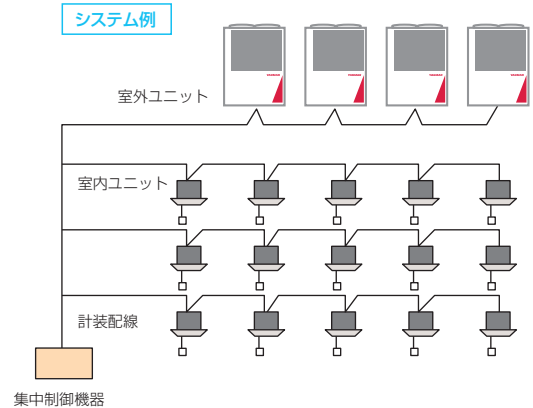 システム例
室外ユニット
室内ユニット
計装配線
集中制御機器